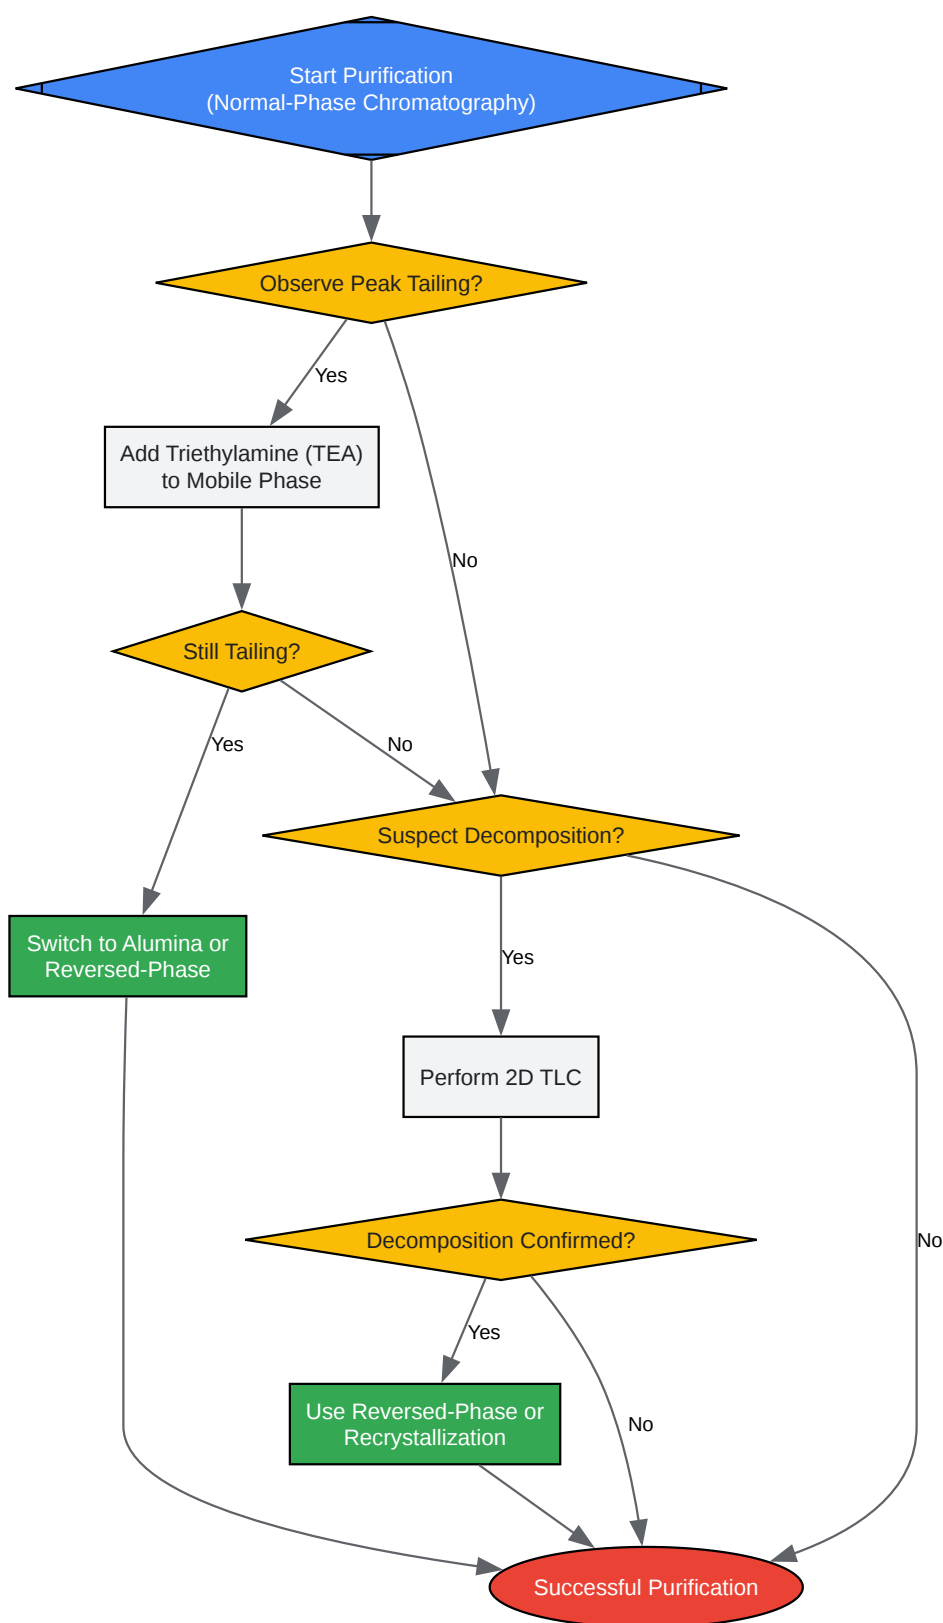 Start Purification
(Normal-Phase Chromatography)
Observe Peak Tailing?
Yes
Add Triethylamine (TEA)
to Mobile Phase
No
Still Tailing?
Yes
No
Suspect Decomposition?
Switch to Alumina or
Reversed-Phase
Yes
Perform 2D TLC
Decomposition Confirmed?
No
Yes
Use Reversed-Phase or
Recrystallization
No
Successful Purification